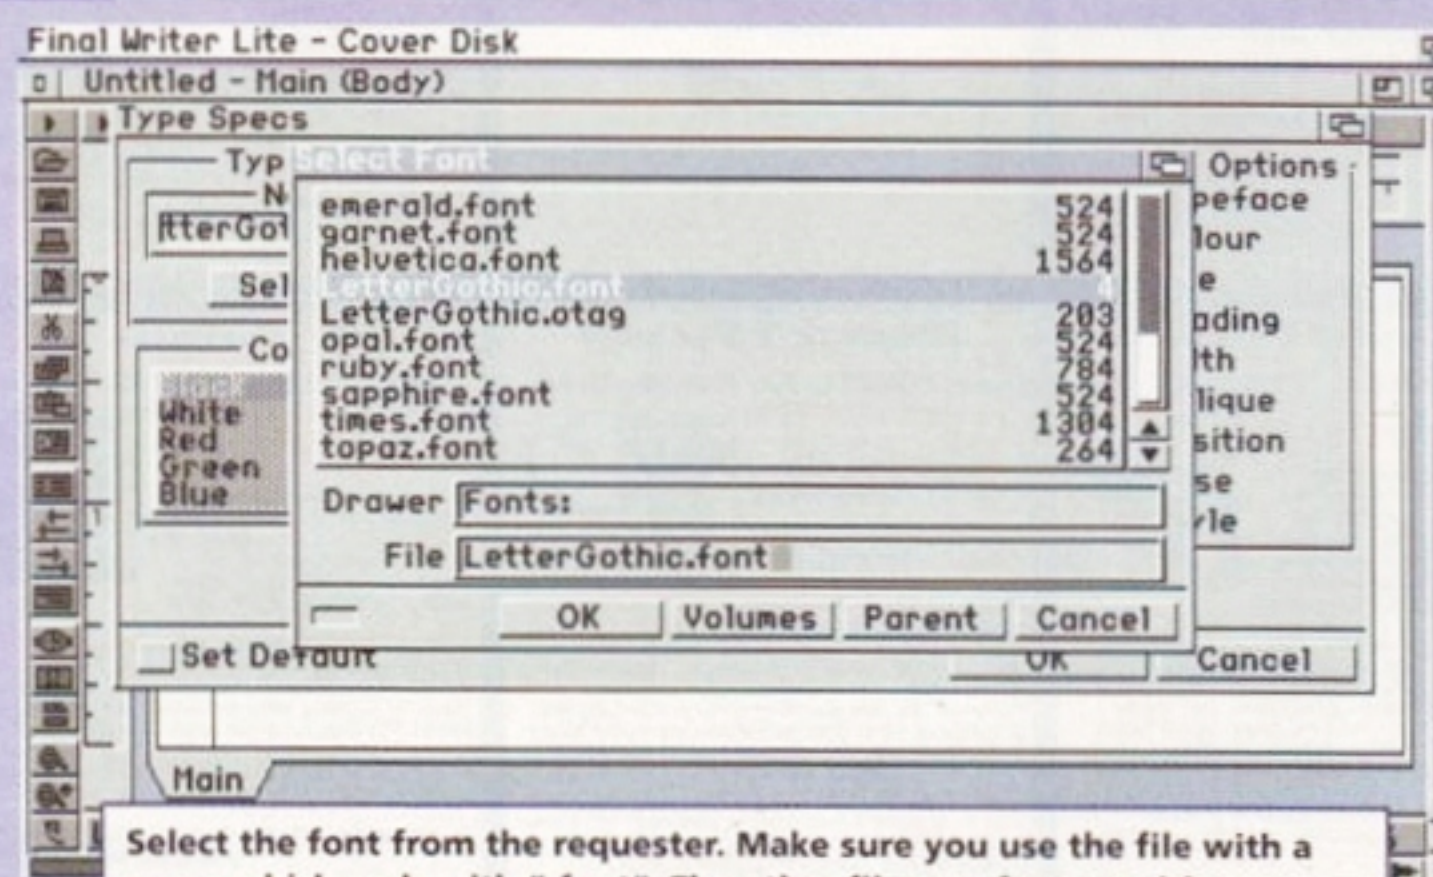 Final Writer Lite - Cover Disk
Untitled - Main (Body)
Type Specs
Typ
Select Font
Options
N
emerald.font 524
peface
tterGot
garnet.font 524
lour
helvetica.font 1564
Sel
LetterGothic.font
e
LetterGothic.otag 203
ading
Co
opal.font 524
ruby.font 784
lth
White
sapphire.font 524
lique
Red
times.font 1304
sition
Green
topaz.font 264
Blue
se
Drawer Fonts:
yle
File LetterGothic.font
OK Volumes Parent Cancel
Set Default
OK Cancel
Main
Select the font from the requester. Make sure you use the file with a